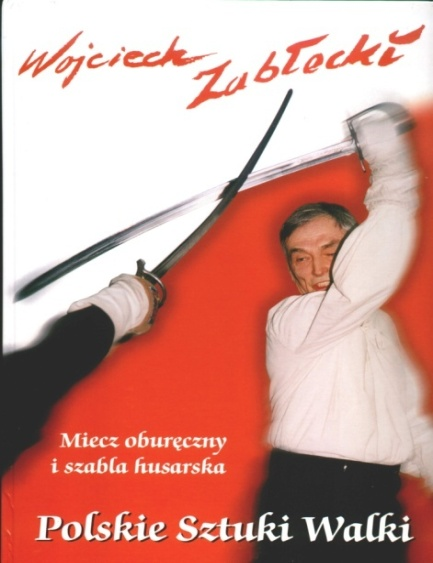 Wojciech Zabłocki
Miecz oburęczny
i szabla husarska
Polskie Sztuki Walki